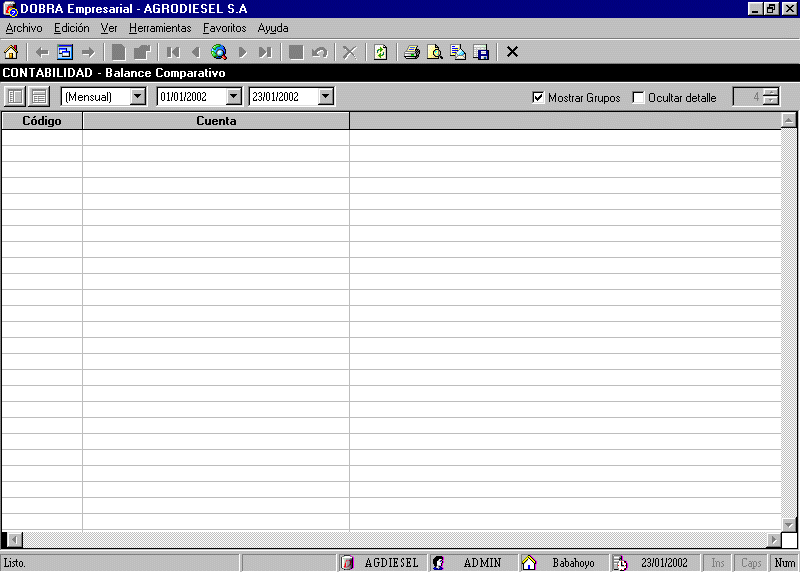 DOBRA Empresarial - AGRODIESEL S.A
Archivo Edición Ver Herramientas Favoritos Ayuda
CONTABILIDAD - Balance Comparativo
(Mensual) 01/01/2002 23/01/2002 Mostrar Grupos Ocultar detalle 4
Código Cuenta
Listo. AGDIESEL ADMIN Babahoyo 23/01/2002 Ins Caps Num